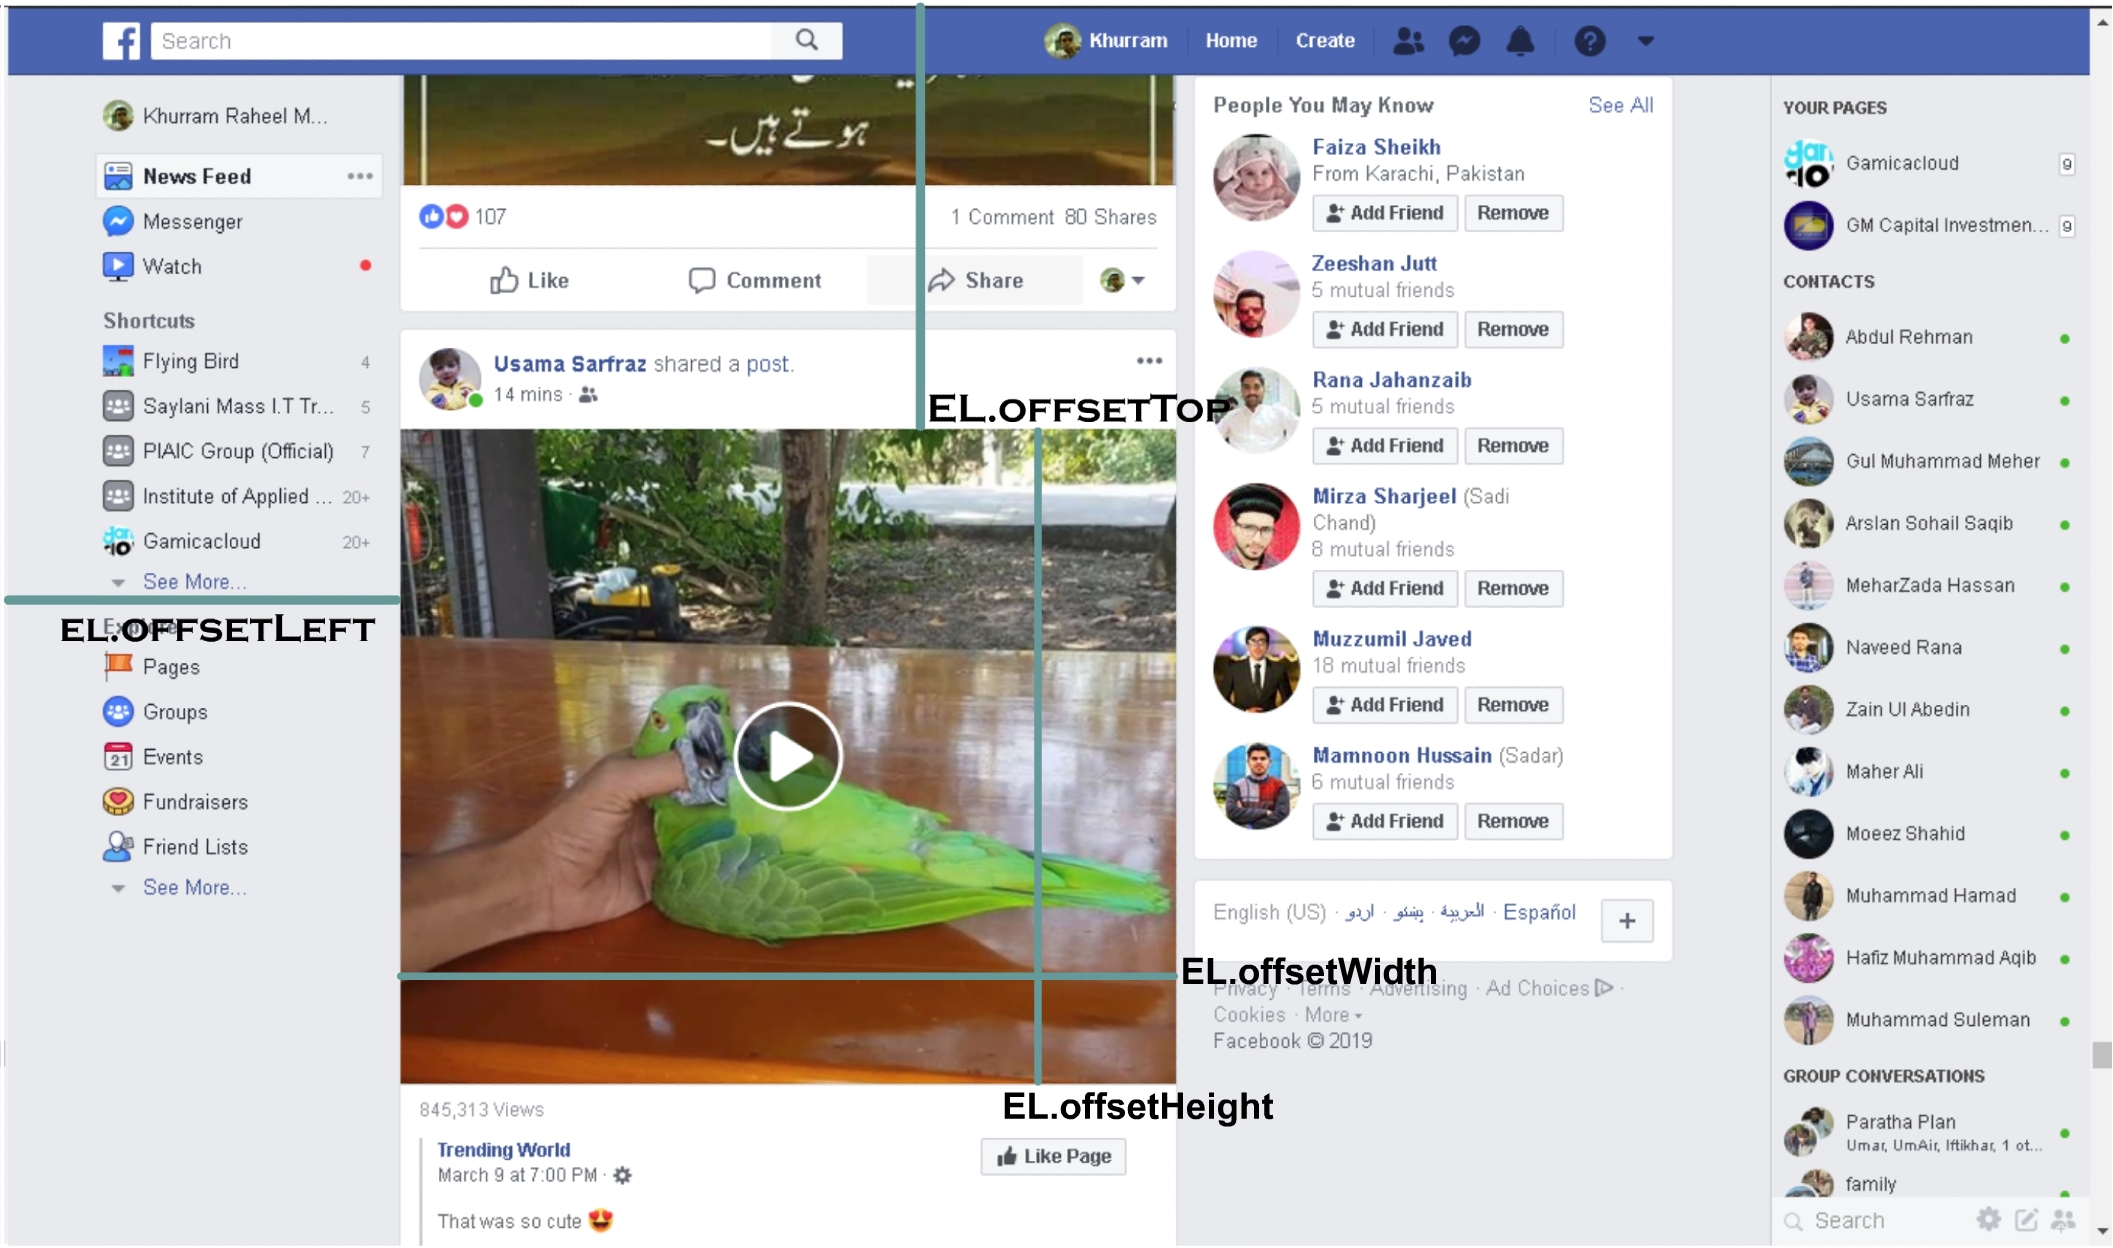 Search
Khurram
Home
Create
Khurram Raheel M...
News Feed
Messenger
Watch
Shortcuts
Flying Bird 4
Saylani Mass I.T Tr... 5
PIAIC Group (Official) 7
Institute of Applied ... 20+
Gamicacloud 20+
See More...
EL.offsetLeft
Explore
Pages
Groups
21
Events
Fundraisers
Friend Lists
See More...
ہوتے ہیں۔
107
1 Comment 80 Shares
Like
Comment
Share
Usama Sarfraz shared a post.
14 mins ·
EL.offsetTop
EL.offsetWidth
EL.offsetHeight
845,313 Views
Trending World
March 9 at 7:00 PM ·
Like Page
That was so cute
People You May Know
See All
Faiza Sheikh
From Karachi, Pakistan
Add Friend Remove
Zeeshan Jutt
5 mutual friends
Add Friend Remove
Rana Jahanzaib
5 mutual friends
Add Friend Remove
Mirza Sharjeel (Sadi
Chand)
8 mutual friends
Add Friend Remove
Muzzumil Javed
18 mutual friends
Add Friend Remove
Mamnoon Hussain (Sadar)
6 mutual friends
Add Friend Remove
English (US) · اردو · پښتو · العربية · Español
+
Privacy · Terms · Advertising · Ad Choices ·
Cookies · More
Facebook © 2019
YOUR PAGES
Gamicacloud 9
GM Capital Investmen... 9
CONTACTS
Abdul Rehman
Usama Sarfraz
Gul Muhammad Meher
Arslan Sohail Saqib
MeharZada Hassan
Naveed Rana
Zain Ul Abedin
Maher Ali
Moeez Shahid
Muhammad Hamad
Hafiz Muhammad Aqib
Muhammad Suleman
GROUP CONVERSATIONS
Paratha Plan
Umar, UmAir, Iftikhar, 1 ot...
family
Search